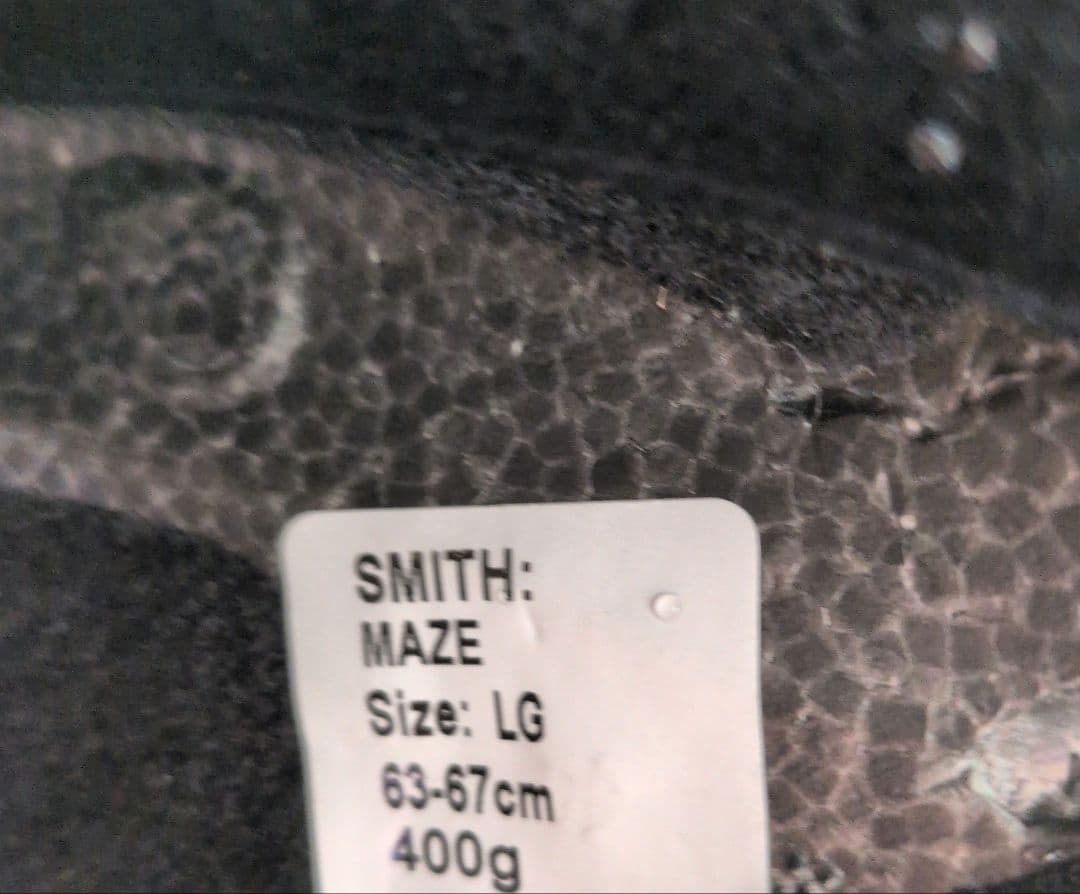 SMITH:
MAZE
Size: LG
63-67cm
400g